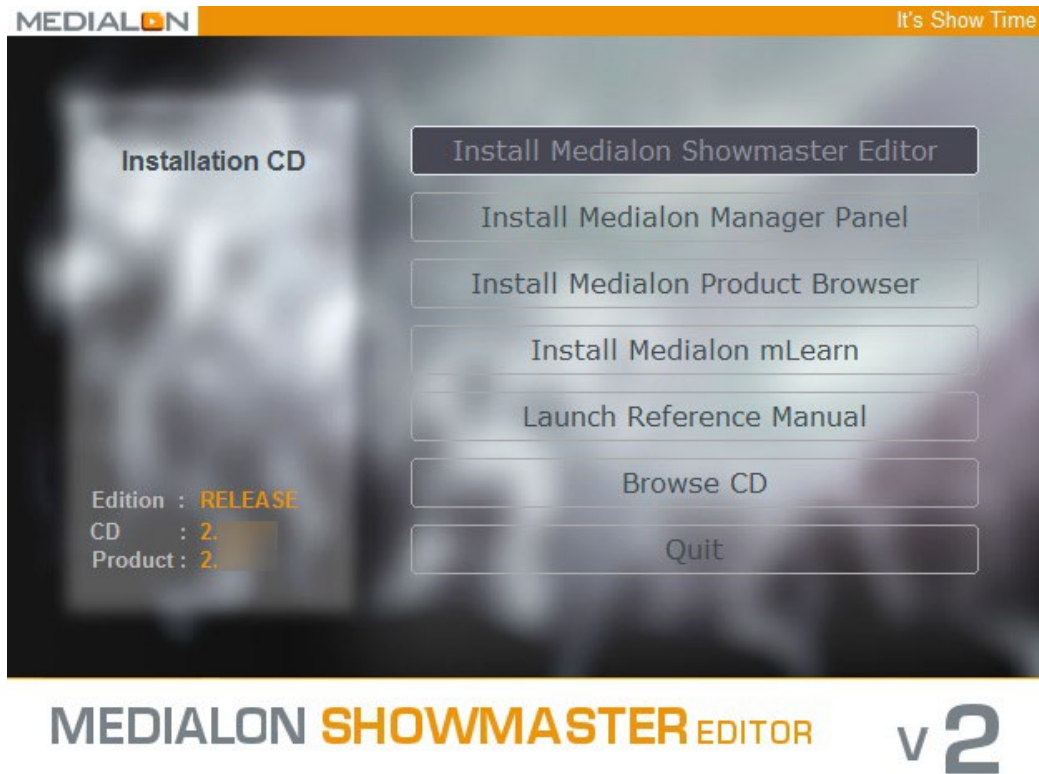 MEDIALON
It's Show Time
Installation CD
Install Medialon Showmaster Editor
Install Medialon Manager Panel
Install Medialon Product Browser
Install Medialon mLearn
Launch Reference Manual
Browse CD
Quit
Edition : RELEASE
CD : 2.
Product : 2.
MEDIALON SHOWMASTER EDITOR V2